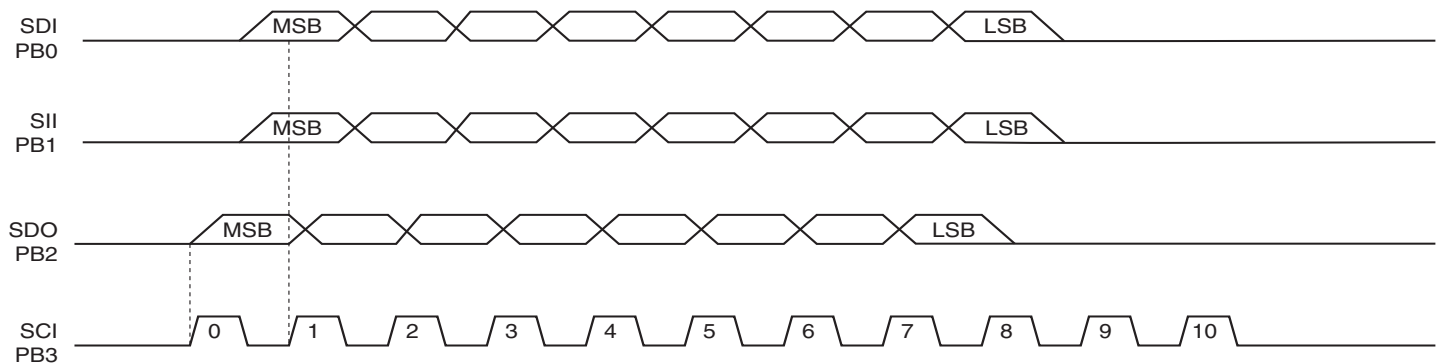 SDI
PB0
MSB LSB
SII
PB1
MSB LSB
SDO
PB2
MSB LSB
SCI
PB3
0 1 2 3 4 5 6 7 8 9 10